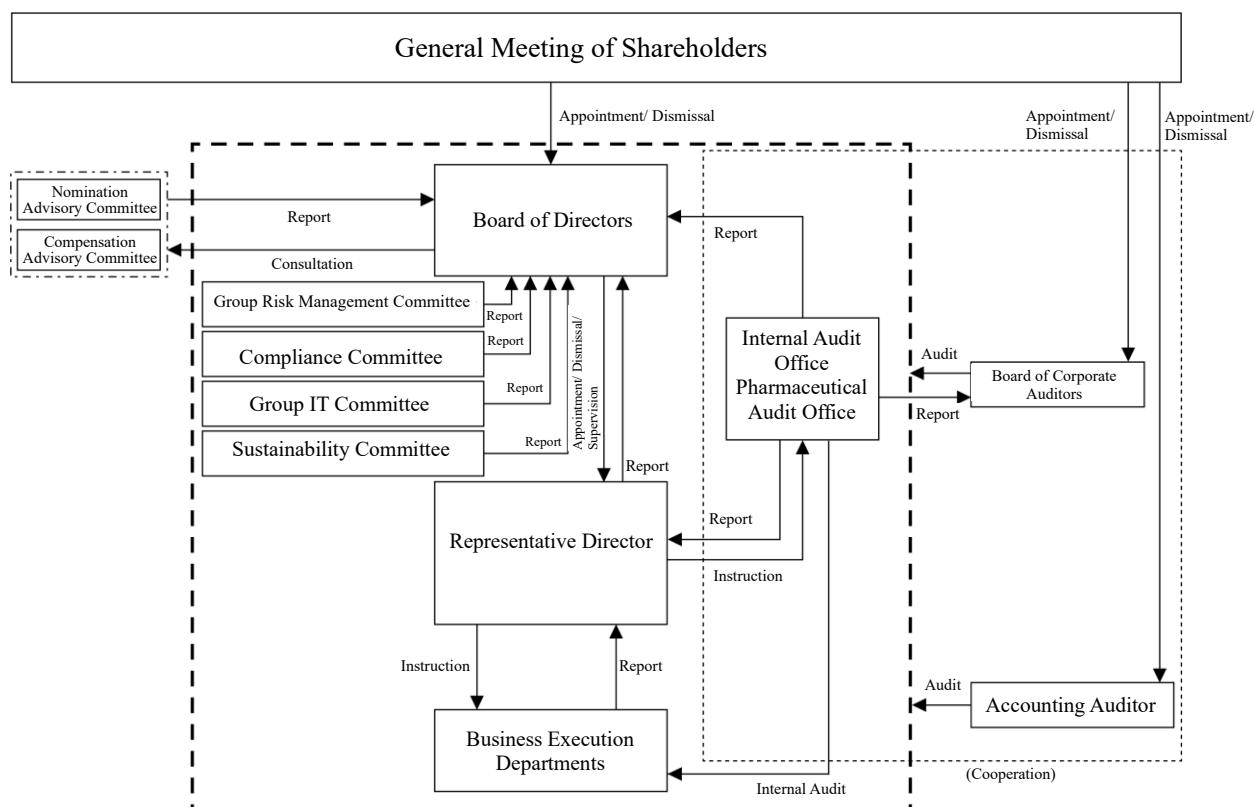 General Meeting of Shareholders
Appointment/ Dismissal
Appointment/
Dismissal
Appointment/
Dismissal
Nomination
Advisory Committee
Report
Board of Directors
Report
Compensation
Advisory Committee
Consultation
Group Risk Management Committee
Report
Compliance Committee
Report
Group IT Committee
Report
Sustainability Committee
Report
Appointment/ Dismissal/
Supervision
Report
Internal Audit
Office
Pharmaceutical
Audit Office
Audit
Report
Board of Corporate
Auditors
Representative Director
Report
Instruction
Instruction
Report
Business Execution
Departments
Internal Audit
Audit
Accounting Auditor
(Cooperation)